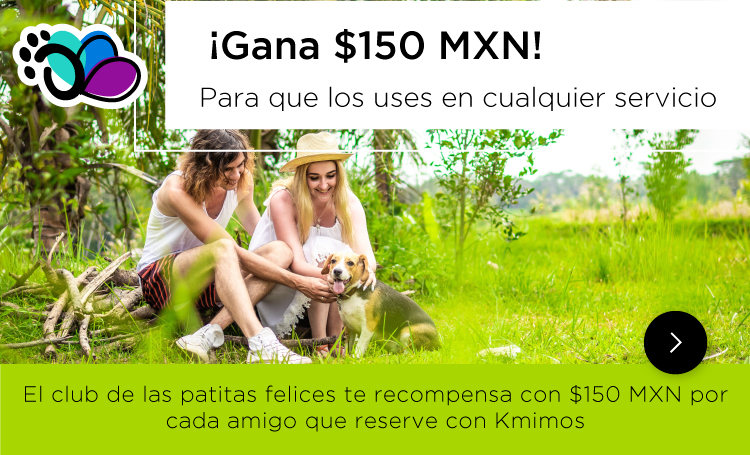 ¡Gana $150 MXN!
Para que los uses en cualquier servicio
El club de las patitas felices te recompensa con $150 MXN por
cada amigo que reserve con Kmimos